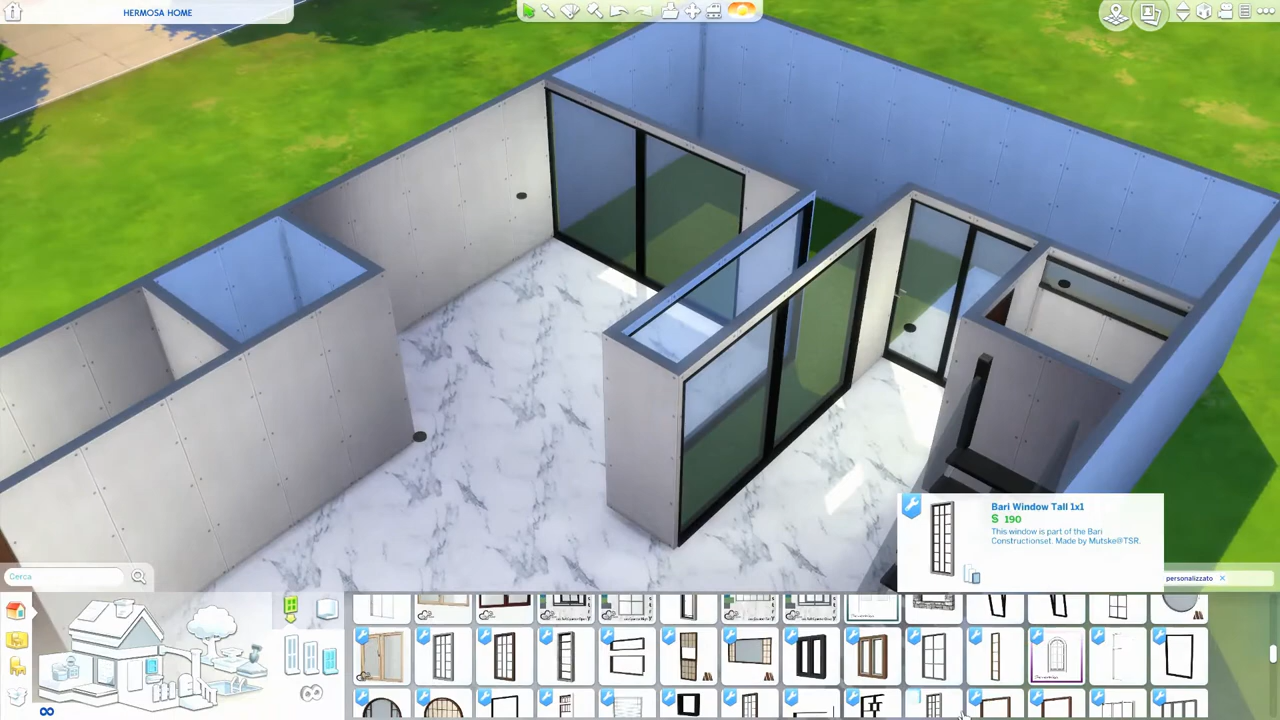 HERMOSA HOME
Bari Window Tall 1x1
§ 190
This window is part of the Bari
Constructionset. Made by Mutske@TSR.
Cerca
personalizzato